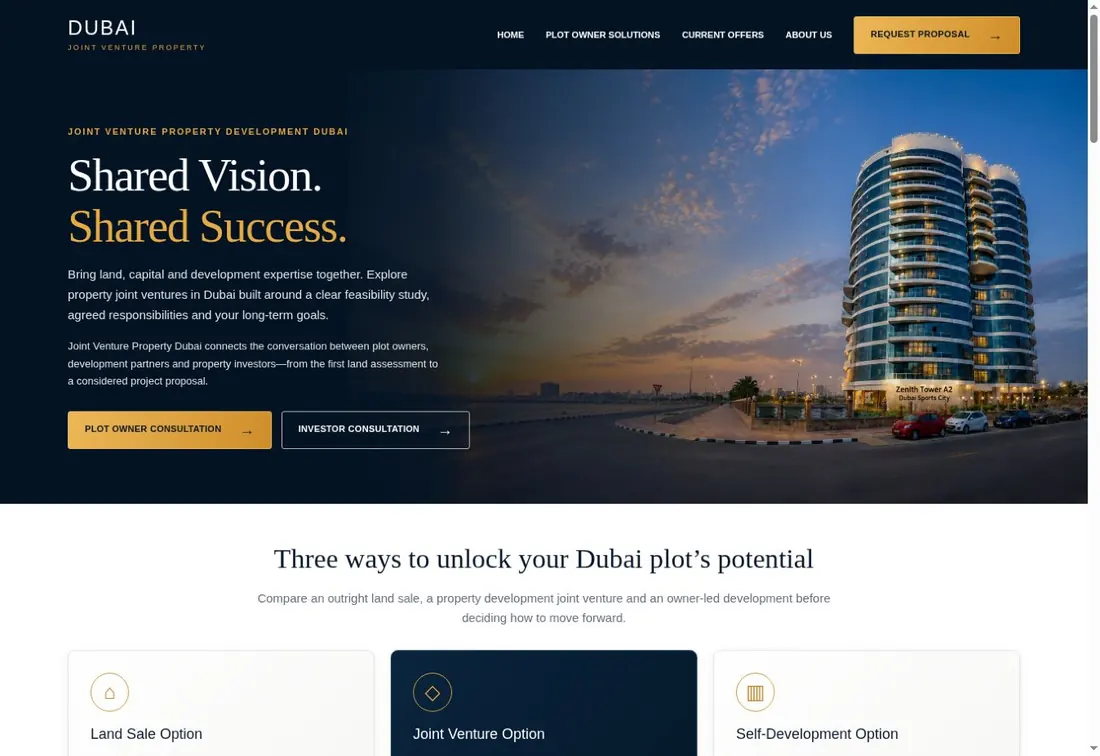 DUBAI
JOINT VENTURE PROPERTY
HOME
PLOT OWNER SOLUTIONS
CURRENT OFFERS
ABOUT US
REQUEST PROPOSAL →
JOINT VENTURE PROPERTY DEVELOPMENT DUBAI
Shared Vision.
Shared Success.
Bring land, capital and development expertise together. Explore
property joint ventures in Dubai built around a clear feasibility study,
agreed responsibilities and your long-term goals.
Joint Venture Property Dubai connects the conversation between plot owners,
development partners and property investors—from the first land assessment to
a considered project proposal.
PLOT OWNER CONSULTATION →
INVESTOR CONSULTATION →
Zenith Tower A2
Dubai Sports City
Three ways to unlock your Dubai plot’s potential
Compare an outright land sale, a property development joint venture and an owner-led development before
deciding how to move forward.
Land Sale Option
Joint Venture Option
Self-Development Option